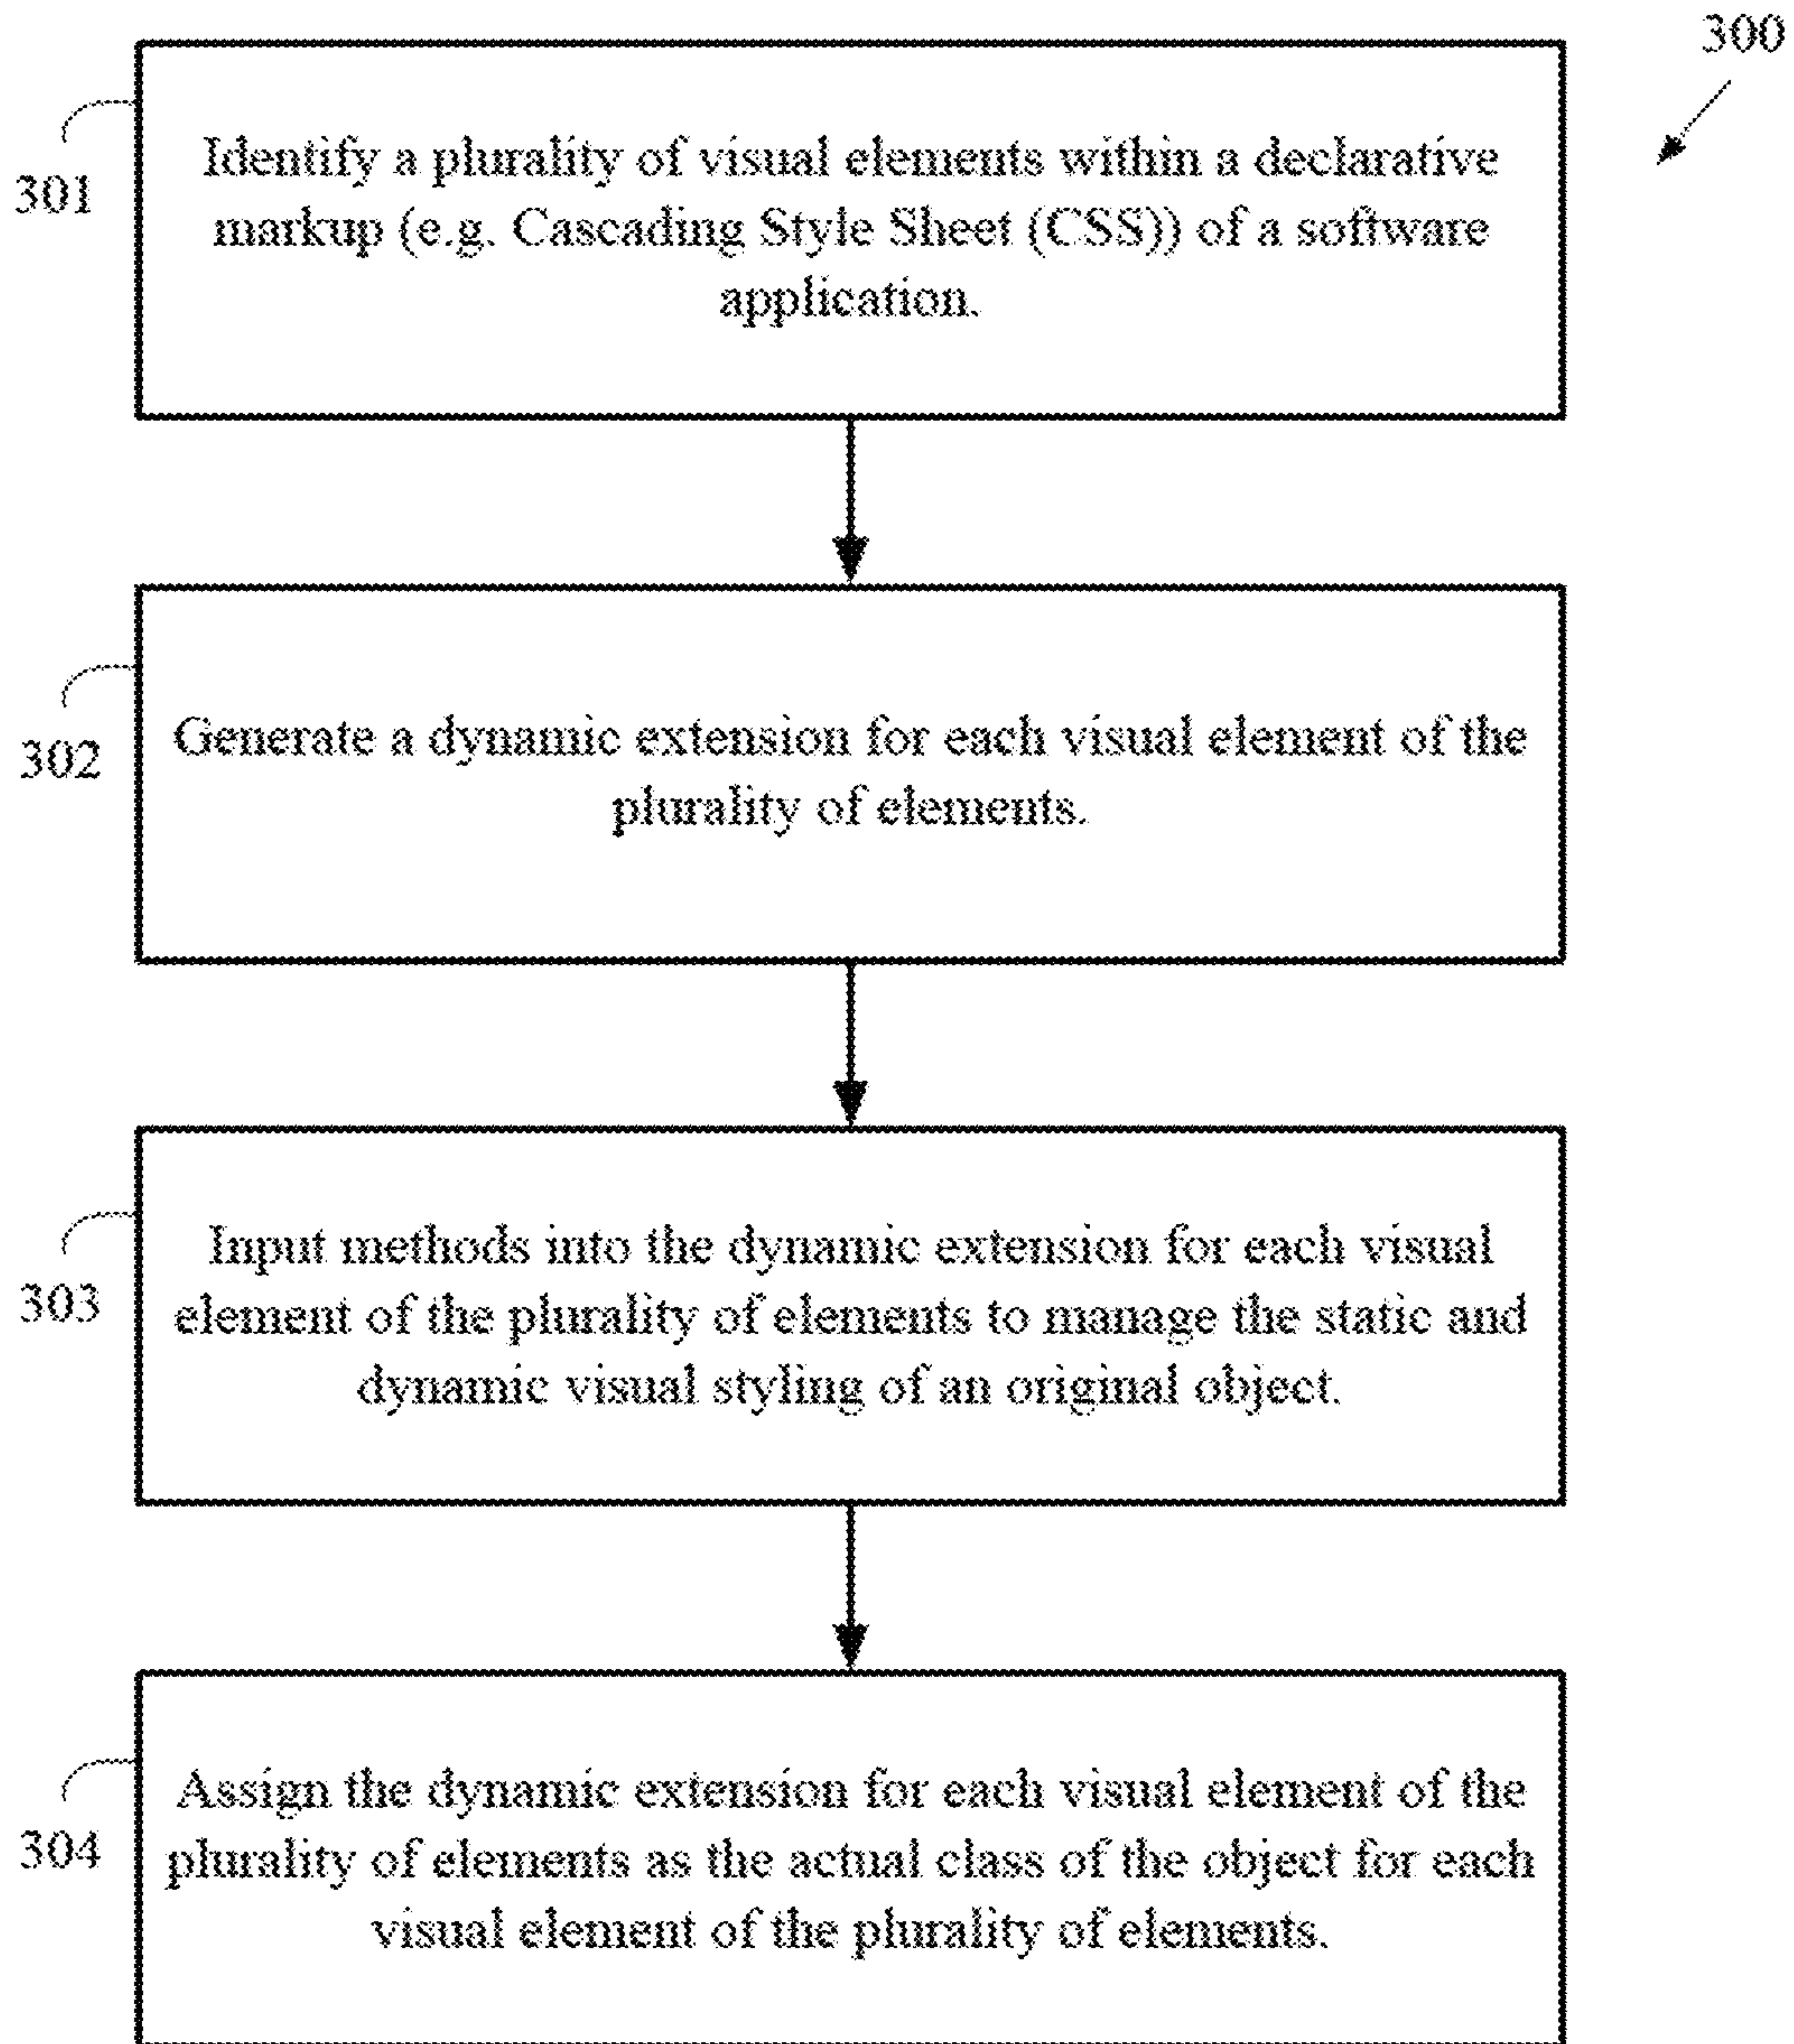 300
301
Identify a plurality of visual elements within a declarative
markup (e.g. Cascading Style Sheet (CSS)) of a software
application.
302
Generate a dynamic extension for each visual element of the
plurality of elements.
303
Input methods into the dynamic extension for each visual
element of the plurality of elements to manage the static and
dynamic visual styling of an original object.
304
Assign the dynamic extension for each visual element of the
plurality of elements as the actual class of the object for each
visual element of the plurality of elements.